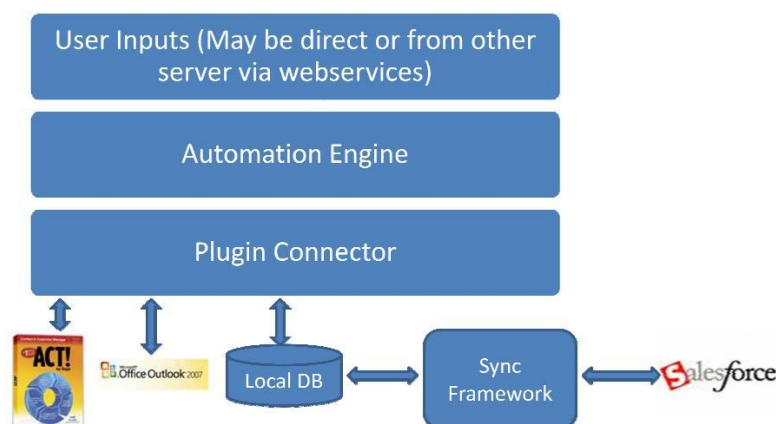 User Inputs (May be direct or from other
server via webservices)
Automation Engine
Plugin Connector
ACT!
Office Outlook 2007
Local DB
Sync
Framework
salesforce